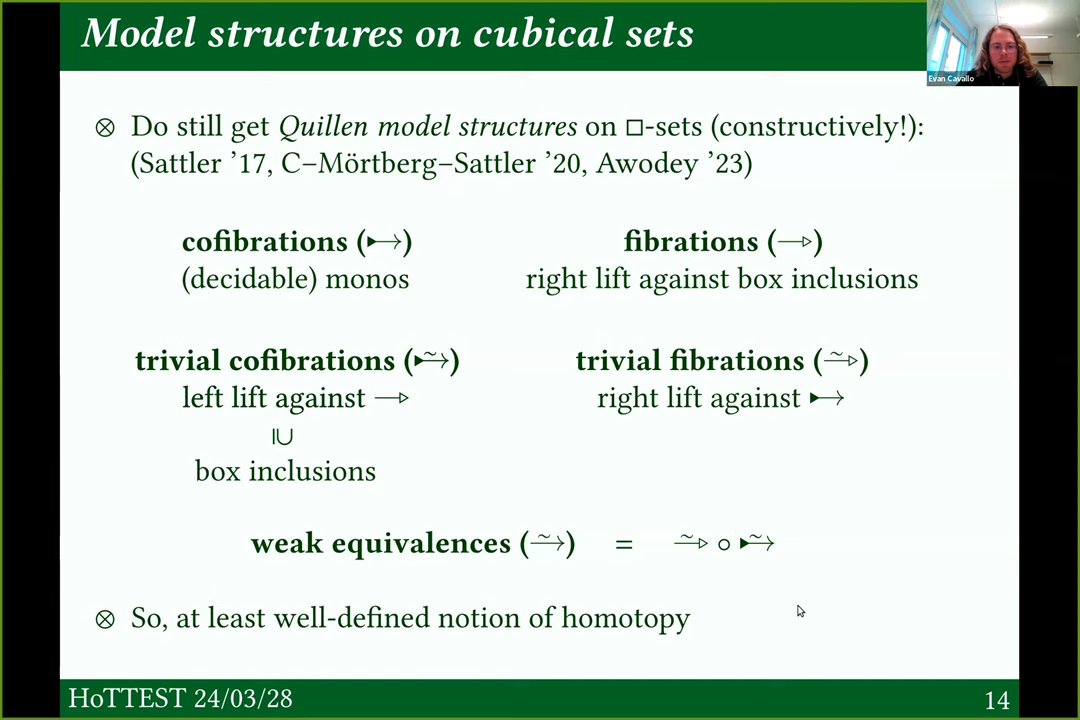 Model structures on cubical sets
Evan Cavallo
⊗ Do still get Quillen model structures on □-sets (constructively!):
(Sattler ’17, C–Mörtberg–Sattler ’20, Awodey ’23)
cofibrations (▸→) fibrations (—▹)
(decidable) monos right lift against box inclusions
trivial cofibrations (▸⥲) trivial fibrations (~▹)
left lift against —▹ right lift against ▸→
I∪
box inclusions
weak equivalences (⥲) = ~▹ ∘ ▸⥲
⊗ So, at least well-defined notion of homotopy
HoTTEST 24/03/28 14